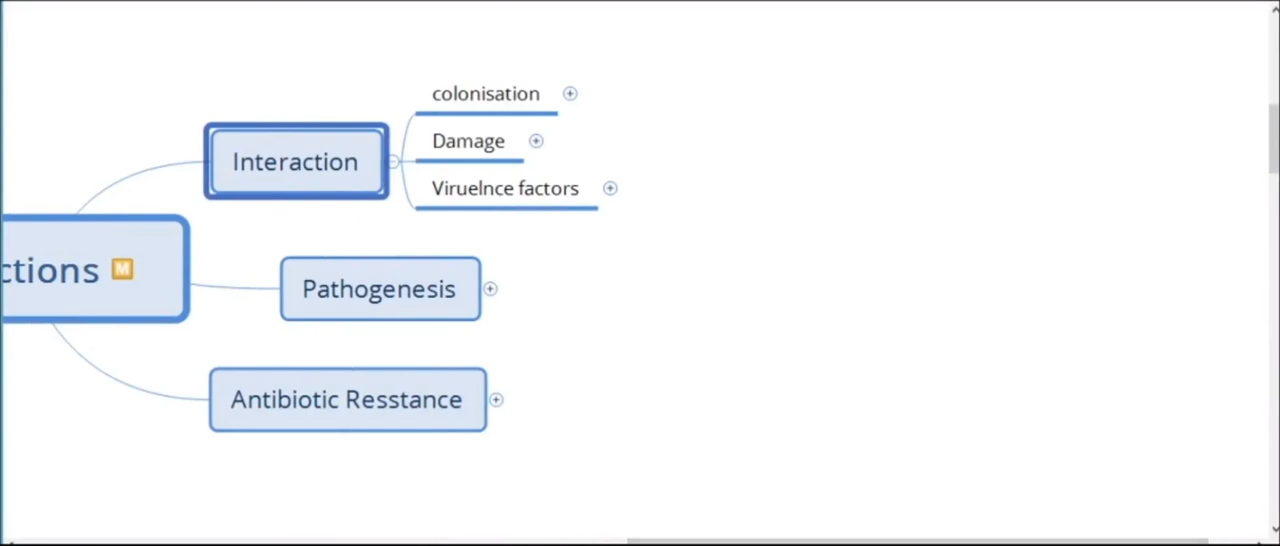 colonisation
Damage
Interaction
Viruelnce factors
ctions M
Pathogenesis
Antibiotic Resstance